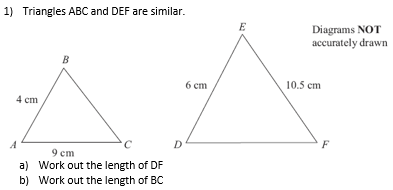 1) Triangles ABC and DEF are similar.
E
Diagrams NOT
accurately drawn
B
6 cm
10.5 cm
4 cm
A
C
D
F
9 cm
a) Work out the length of DF
b) Work out the length of BC